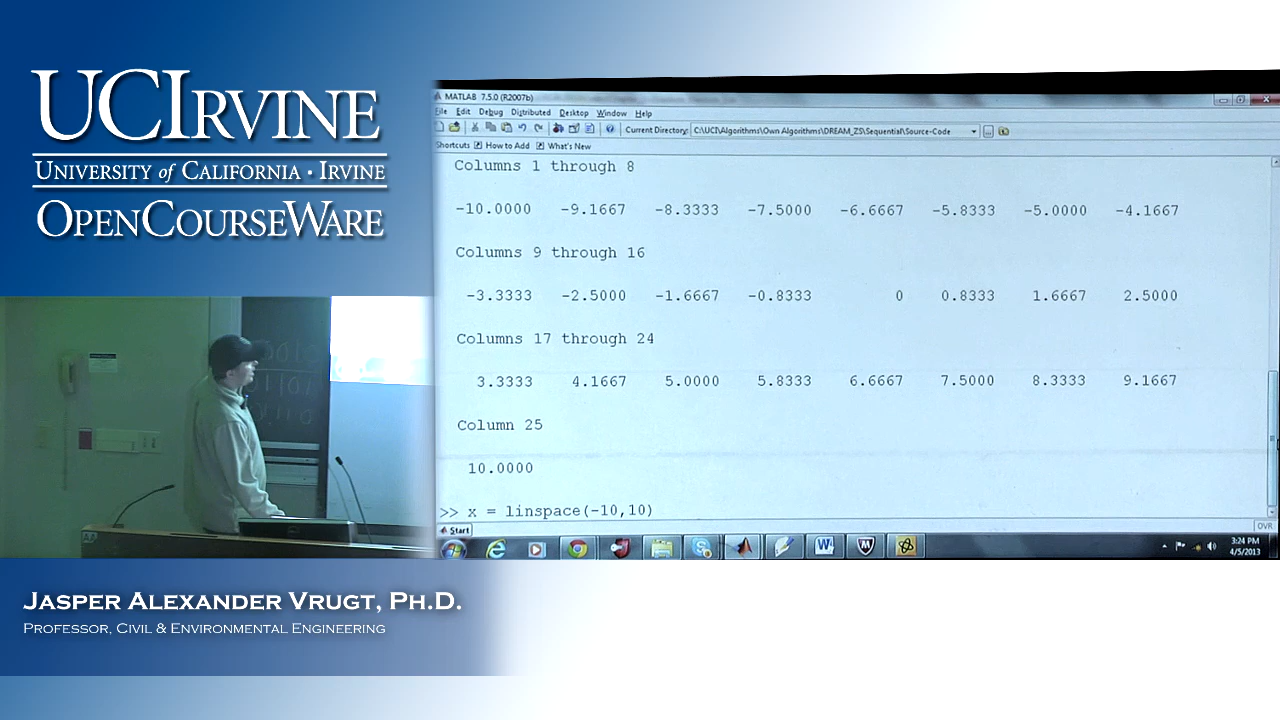 UCIRVINE
UNIVERSITY of CALIFORNIA · IRVINE
OPENCOURSEWARE
MATLAB 7.5.0 (R2007b)
File Edit Debug Distributed Desktop Window Help
Current Directory: C:\UCI\Algorithms\Own Algorithms\DREAM_ZS\Sequential\Source-Code
Shortcuts How to Add What's New
Columns 1 through 8
-10.0000 -9.1667 -8.3333 -7.5000 -6.6667 -5.8333 -5.0000 -4.1667
Columns 9 through 16
-3.3333 -2.5000 -1.6667 -0.8333 0 0.8333 1.6667 2.5000
Columns 17 through 24
3.3333 4.1667 5.0000 5.8333 6.6667 7.5000 8.3333 9.1667
Column 25
10.0000
>> x = linspace(-10,10)
Start
OVR
3:24 PM
4/5/2013
JASPER ALEXANDER VRUGT, PH.D.
PROFESSOR, CIVIL & ENVIRONMENTAL ENGINEERING